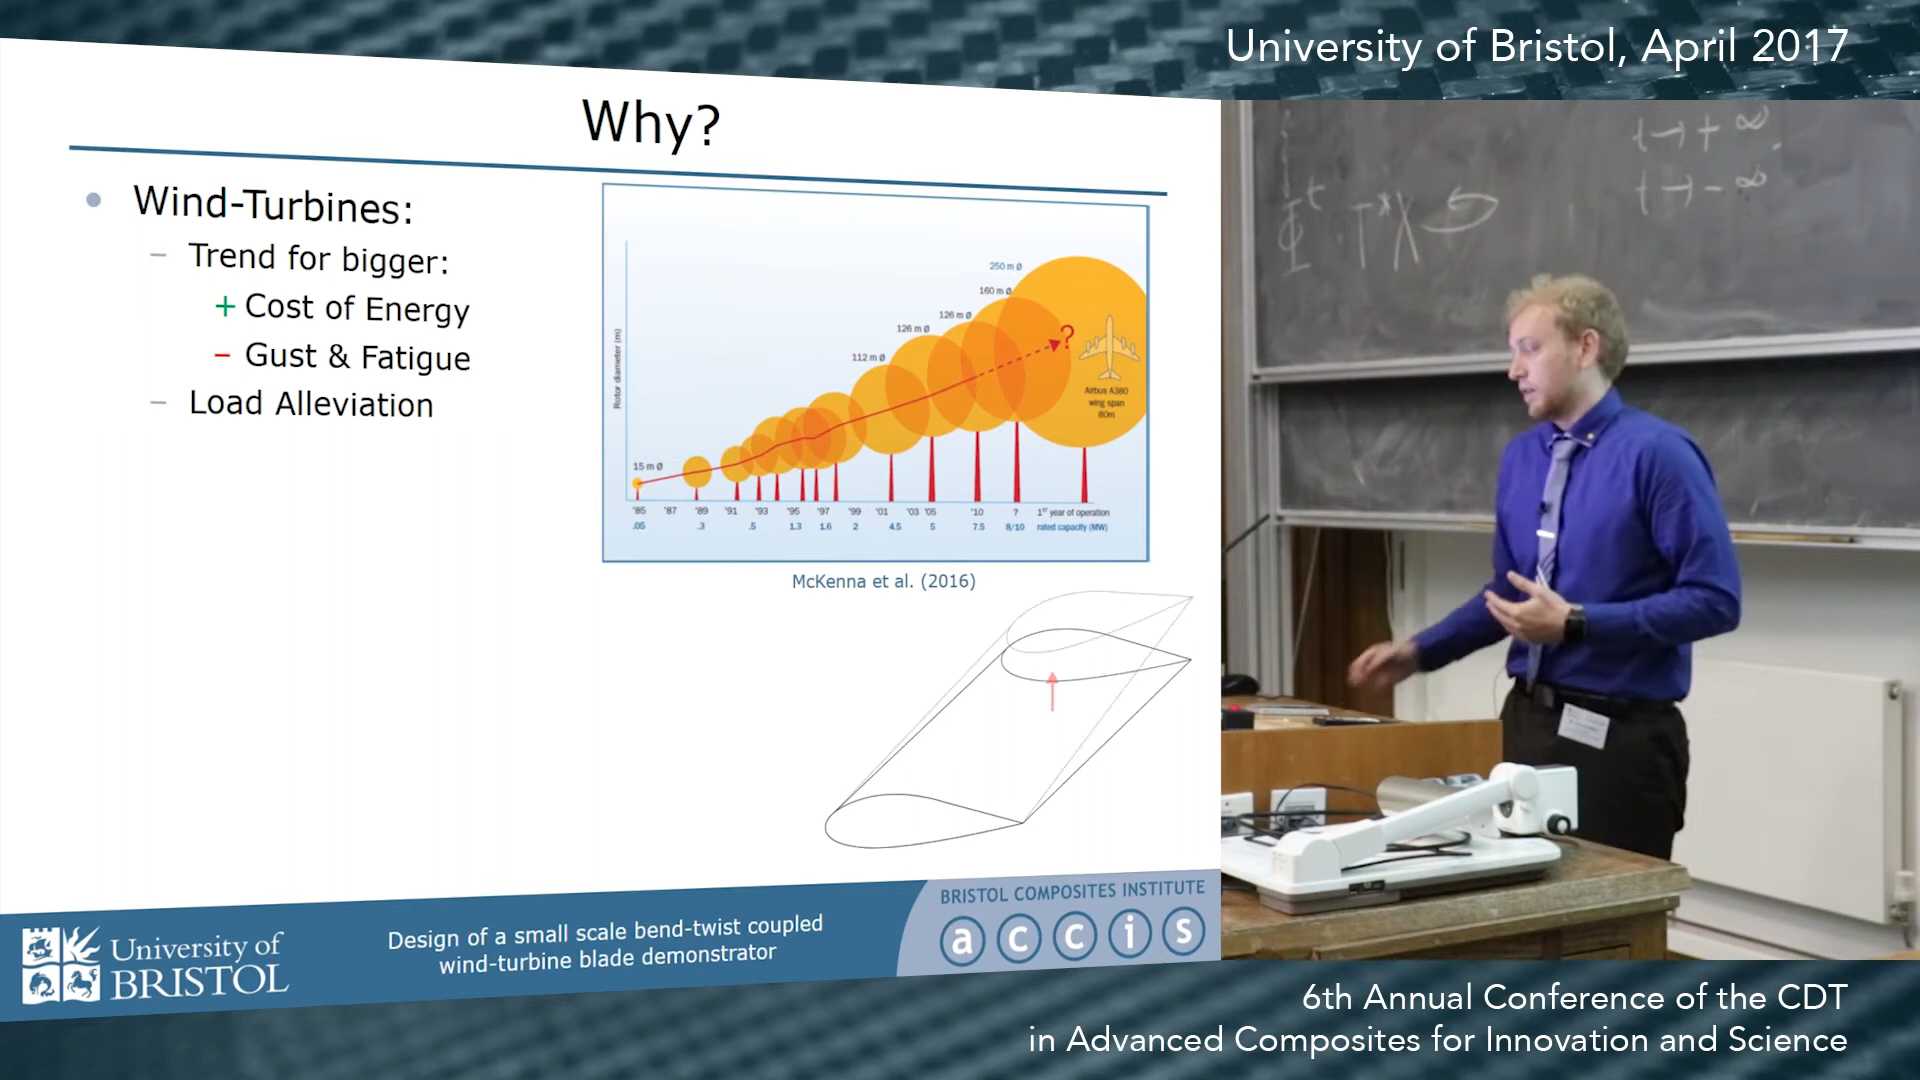 University of Bristol, April 2017
Why?
Wind-Turbines:
– Trend for bigger:
+ Cost of Energy
– Gust & Fatigue
– Load Alleviation
Rotor diameter (m)
250 m Ø
160 m Ø
126 m Ø
126 m Ø
112 m Ø
15 m Ø
?
Airbus A380
wing span
80m
'85 '87 '89 '91 '93 '95 '97 '99 '01 '03 '05 '10 ? 1st year of operation
.05 .3 .5 1.3 1.6 2 4.5 5 7.5 8/10 rated capacity (MW)
McKenna et al. (2016)
t → + ∞
t → - ∞
Φt T*X
University of
BRISTOL
Design of a small scale bend-twist coupled
wind-turbine blade demonstrator
BRISTOL COMPOSITES INSTITUTE
accis
6th Annual Conference of the CDT
in Advanced Composites for Innovation and Science